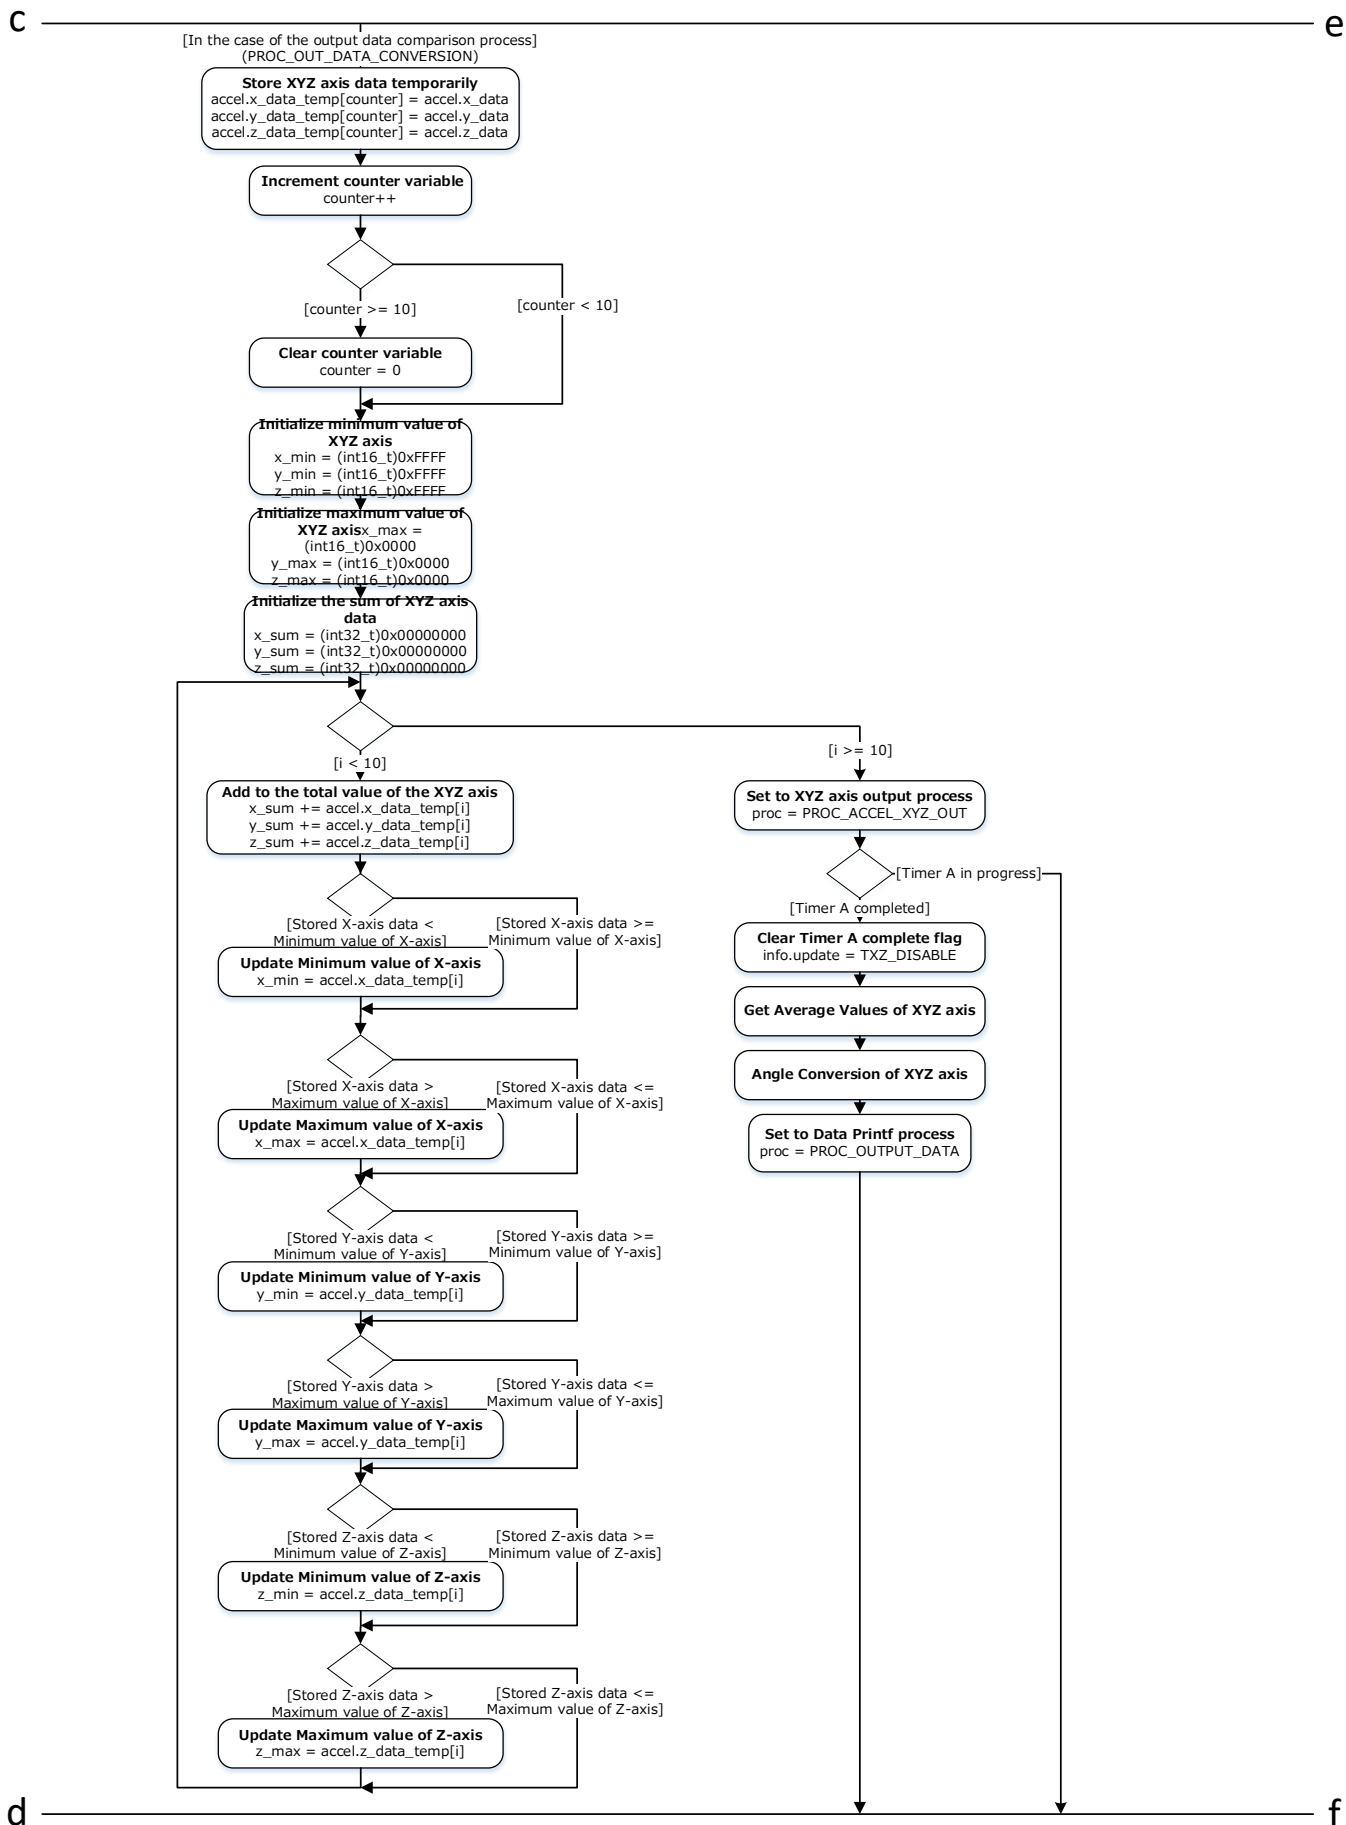 c
e
[In the case of the output data comparison process]
(PROC_OUT_DATA_CONVERSION)
Store XYZ axis data temporarily
accel.x_data_temp[counter] = accel.x_data
accel.y_data_temp[counter] = accel.y_data
accel.z_data_temp[counter] = accel.z_data
Increment counter variable
counter++
[counter >= 10]
[counter < 10]
Clear counter variable
counter = 0
Initialize minimum value of
XYZ axis
x_min = (int16_t)0xFFFF
y_min = (int16_t)0xFFFF
z_min = (int16_t)0xFFFF
Initialize maximum value of
XYZ axisx_max =
(int16_t)0x0000
y_max = (int16_t)0x0000
z_max = (int16_t)0x0000
Initialize the sum of XYZ axis
data
x_sum = (int32_t)0x00000000
y_sum = (int32_t)0x00000000
z_sum = (int32_t)0x00000000
[i < 10]
[i >= 10]
Add to the total value of the XYZ axis
x_sum += accel.x_data_temp[i]
y_sum += accel.y_data_temp[i]
z_sum += accel.z_data_temp[i]
[Stored X-axis data <
Minimum value of X-axis]
[Stored X-axis data >=
Minimum value of X-axis]
Update Minimum value of X-axis
x_min = accel.x_data_temp[i]
[Stored X-axis data >
Maximum value of X-axis]
[Stored X-axis data <=
Maximum value of X-axis]
Update Maximum value of X-axis
x_max = accel.x_data_temp[i]
[Stored Y-axis data <
Minimum value of Y-axis]
[Stored Y-axis data >=
Minimum value of Y-axis]
Update Minimum value of Y-axis
y_min = accel.y_data_temp[i]
[Stored Y-axis data >
Maximum value of Y-axis]
[Stored Y-axis data <=
Maximum value of Y-axis]
Update Maximum value of Y-axis
y_max = accel.y_data_temp[i]
[Stored Z-axis data <
Minimum value of Z-axis]
[Stored Z-axis data >=
Minimum value of Z-axis]
Update Minimum value of Z-axis
z_min = accel.z_data_temp[i]
[Stored Z-axis data >
Maximum value of Z-axis]
[Stored Z-axis data <=
Maximum value of Z-axis]
Update Maximum value of Z-axis
z_max = accel.z_data_temp[i]
Set to XYZ axis output process
proc = PROC_ACCEL_XYZ_OUT
[Timer A in progress]
[Timer A completed]
Clear Timer A complete flag
info.update = TXZ_DISABLE
Get Average Values of XYZ axis
Angle Conversion of XYZ axis
Set to Data Printf process
proc = PROC_OUTPUT_DATA
d
f